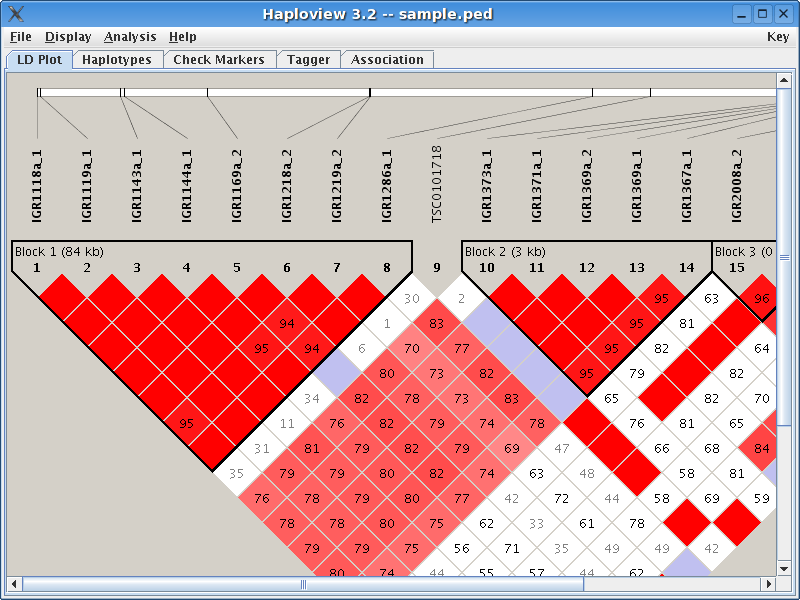 Haploview 3.2 -- sample.ped
File Display Analysis Help Key
LD Plot Haplotypes Check Markers Tagger Association
IGR1118a_1 IGR1119a_1 IGR1143a_1 IGR1144a_1 IGR1169a_2 IGR1218a_2 IGR1219a_2 IGR1286a_1 TSC0101718 IGR1373a_1 IGR1371a_1 IGR1369a_2 IGR1369a_1 IGR1367a_1 IGR2008a_2
Block 1 (84 kb) Block 2 (3 kb) Block 3 (0
1 2 3 4 5 6 7 8 9 10 11 12 13 14 15
30 2 95 63 96
94 1 83 95 81
95 94 6 70 77 95 82 64
80 73 82 95 79 82
34 82 78 73 83 65 82 70
95 11 76 82 74 78 76 81 65
31 81 79 79 69 47 66 68 84
35 79 79 80 82 74 63 48 58 81
76 78 79 80 77 42 72 44 58 69 59
78 78 80 75 62 33 61 78
79 79 75 56 71 35 49 49 42
80 74 44 55 57 44 62